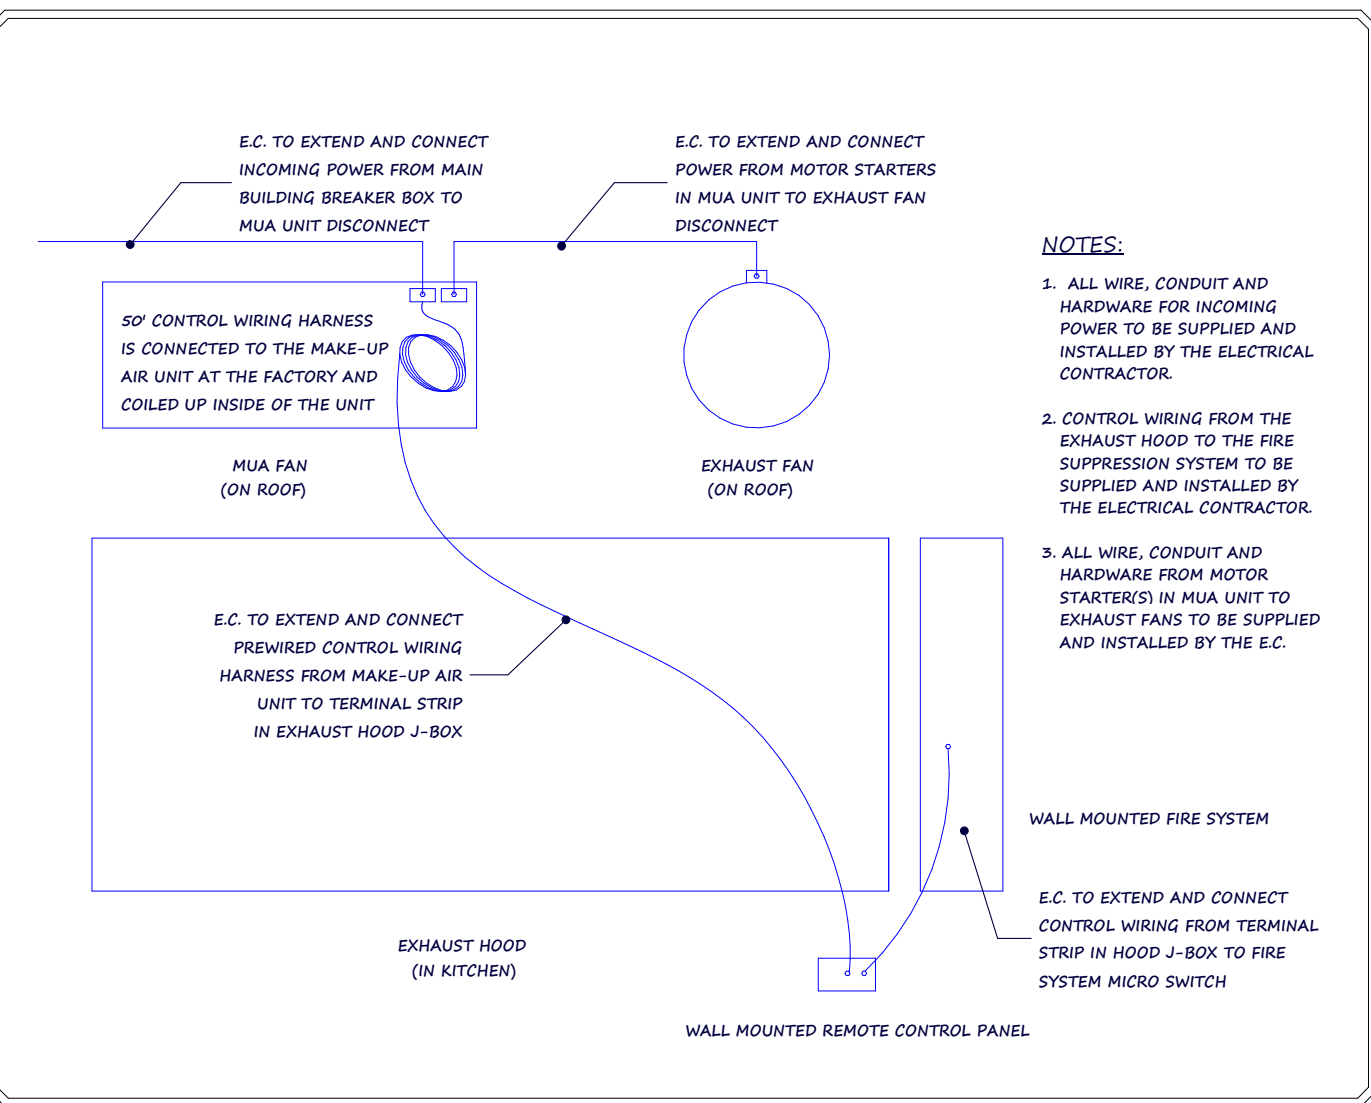 E.C. TO EXTEND AND CONNECT
INCOMING POWER FROM MAIN
BUILDING BREAKER BOX TO
MUA UNIT DISCONNECT
E.C. TO EXTEND AND CONNECT
POWER FROM MOTOR STARTERS
IN MUA UNIT TO EXHAUST FAN
DISCONNECT
50' CONTROL WIRING HARNESS
IS CONNECTED TO THE MAKE-UP
AIR UNIT AT THE FACTORY AND
COILED UP INSIDE OF THE UNIT
MUA FAN
(ON ROOF)
EXHAUST FAN
(ON ROOF)
NOTES:
1. ALL WIRE, CONDUIT AND
HARDWARE FOR INCOMING
POWER TO BE SUPPLIED AND
INSTALLED BY THE ELECTRICAL
CONTRACTOR.
2. CONTROL WIRING FROM THE
EXHAUST HOOD TO THE FIRE
SUPPRESSION SYSTEM TO BE
SUPPLIED AND INSTALLED BY
THE ELECTRICAL CONTRACTOR.
3. ALL WIRE, CONDUIT AND
HARDWARE FROM MOTOR
STARTER(S) IN MUA UNIT TO
EXHAUST FANS TO BE SUPPLIED
AND INSTALLED BY THE E.C.
E.C. TO EXTEND AND CONNECT
PREWIRED CONTROL WIRING
HARNESS FROM MAKE-UP AIR
UNIT TO TERMINAL STRIP
IN EXHAUST HOOD J-BOX
WALL MOUNTED FIRE SYSTEM
E.C. TO EXTEND AND CONNECT
CONTROL WIRING FROM TERMINAL
STRIP IN HOOD J-BOX TO FIRE
SYSTEM MICRO SWITCH
EXHAUST HOOD
(IN KITCHEN)
WALL MOUNTED REMOTE CONTROL PANEL